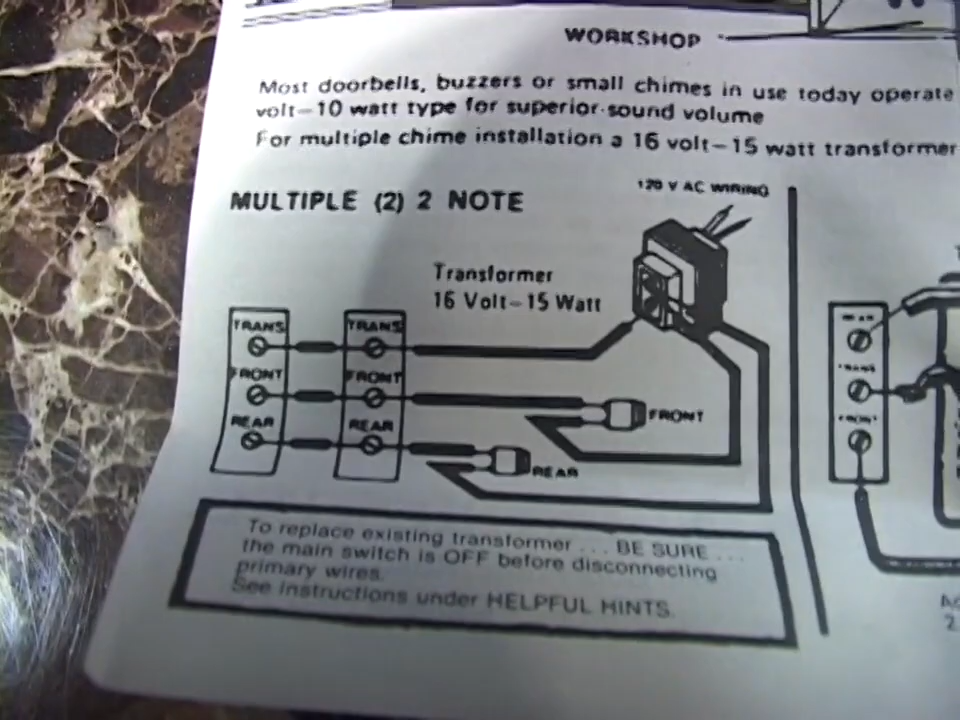 WORKSHOP
Most doorbells, buzzers or small chimes in use today operate
volt-10 watt type for superior sound volume
For multiple chime installation a 16 volt-15 watt transformer
120 V AC WIRING
MULTIPLE (2) 2 NOTE
Transformer
16 Volt-15 Watt
TRANS TRANS
FRONT FRONT
FRONT
REAR REAR
REAR
TRANS
FRONT
To replace existing transformer ... BE SURE ...
the main switch is OFF before disconnecting
primary wires.
See instructions under HELPFUL HINTS.
2